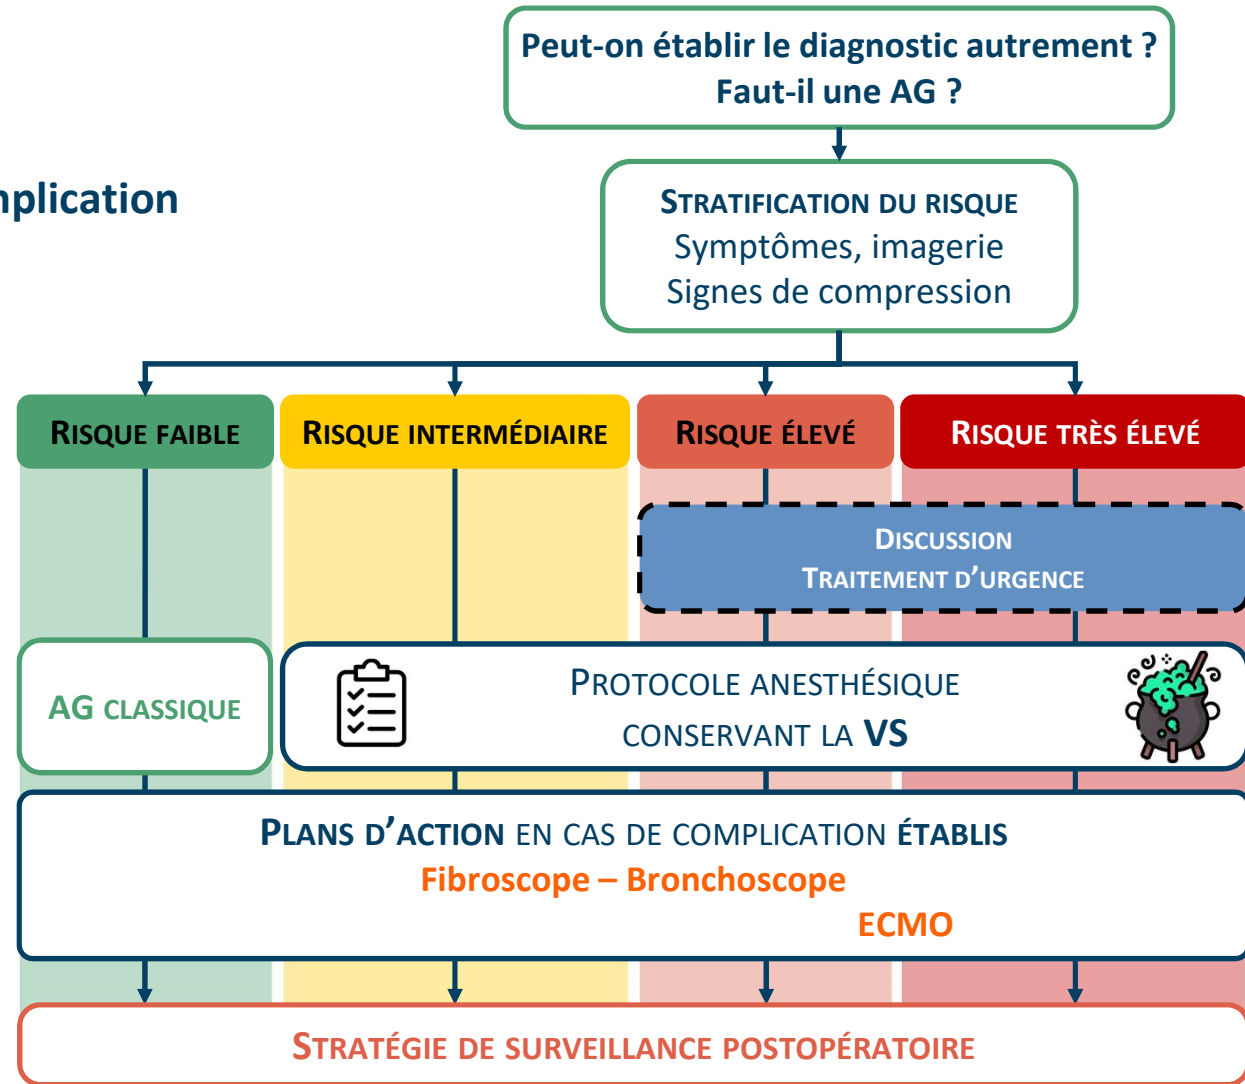 Peut-on établir le diagnostic autrement ?
Faut-il une AG ?
mplication
STRATIFICATION DU RISQUE
Symptômes, imagerie
Signes de compression
RISQUE FAIBLE
RISQUE INTERMÉDIAIRE
RISQUE ÉLEVÉ
RISQUE TRÈS ÉLEVÉ
DISCUSSION
TRAITEMENT D’URGENCE
AG CLASSIQUE
PROTOCOLE ANESTHÉSIQUE
CONSERVANT LA VS
PLANS D’ACTION EN CAS DE COMPLICATION ÉTABLIS
Fibroscope – Bronchoscope
ECMO
STRATÉGIE DE SURVEILLANCE POSTOPÉRATOIRE